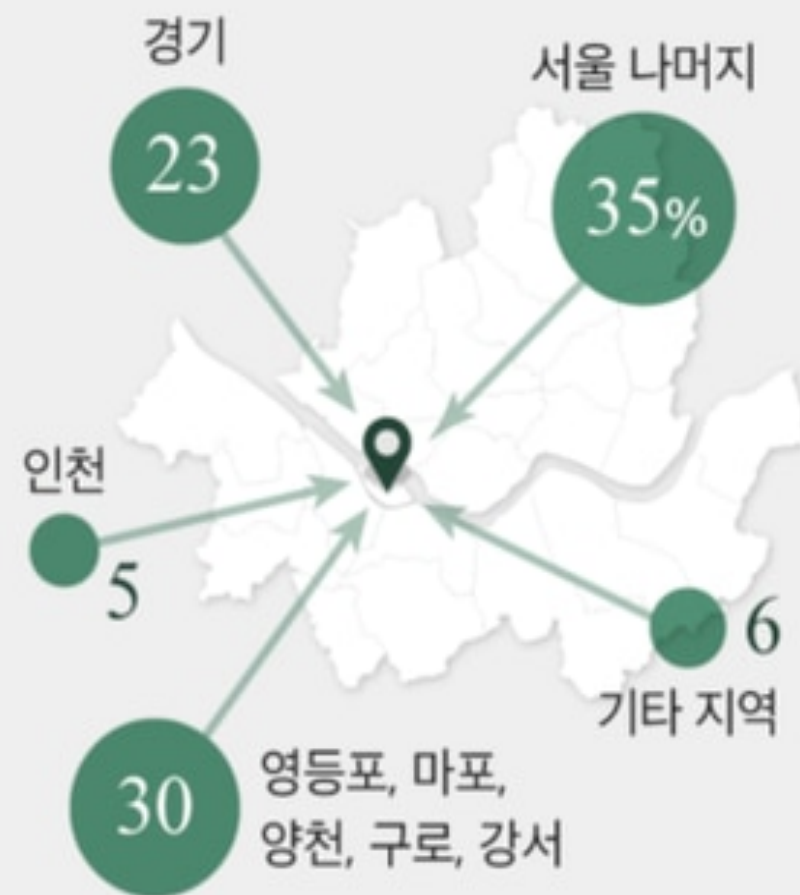 경기
23
서울 나머지
35%
인천
5
6
기타 지역
30
영등포, 마포,
양천, 구로, 강서